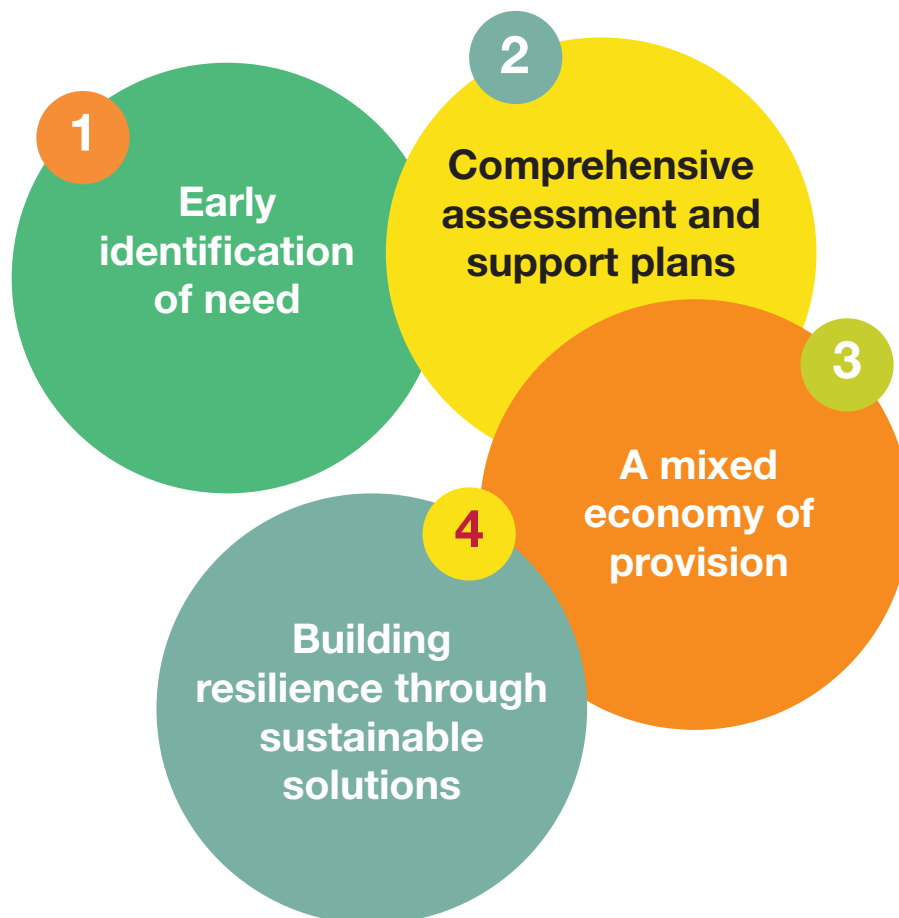 1
Early
identification
of need
2
Comprehensive
assessment and
support plans
3
A mixed
economy of
provision
4
Building
resilience through
sustainable
solutions